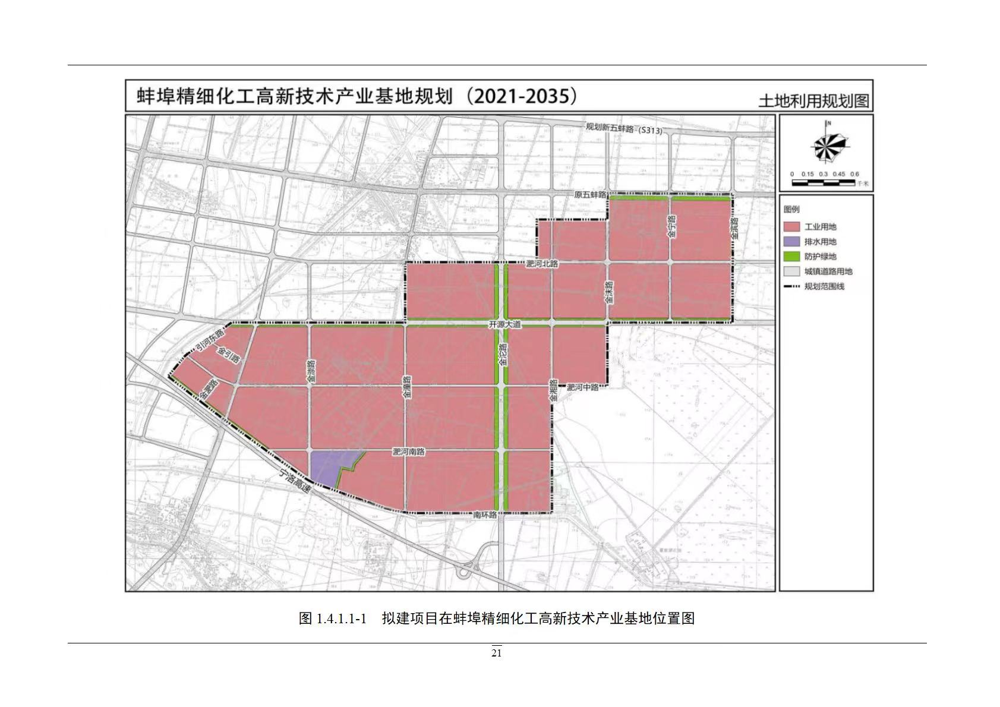 蚌埠精细化工高新技术产业基地规划（2021-2035）
土地利用规划图
N
0 0.15 0.3 0.45 0.6
千米
图例
工业用地
排水用地
防护绿地
城镇道路用地
规划范围线
规划新五蚌路 (S313)
原五蚌路
金宁路
金滨路
淝河北路
金沫路
开源大道
引河东路
金引路
金沱路
金漴路
金潼路
金淝路
金湘路
淝河中路
淝河南路
宁洛高速
南环路
图 1.4.1.1-1 拟建项目在蚌埠精细化工高新技术产业基地位置图
21